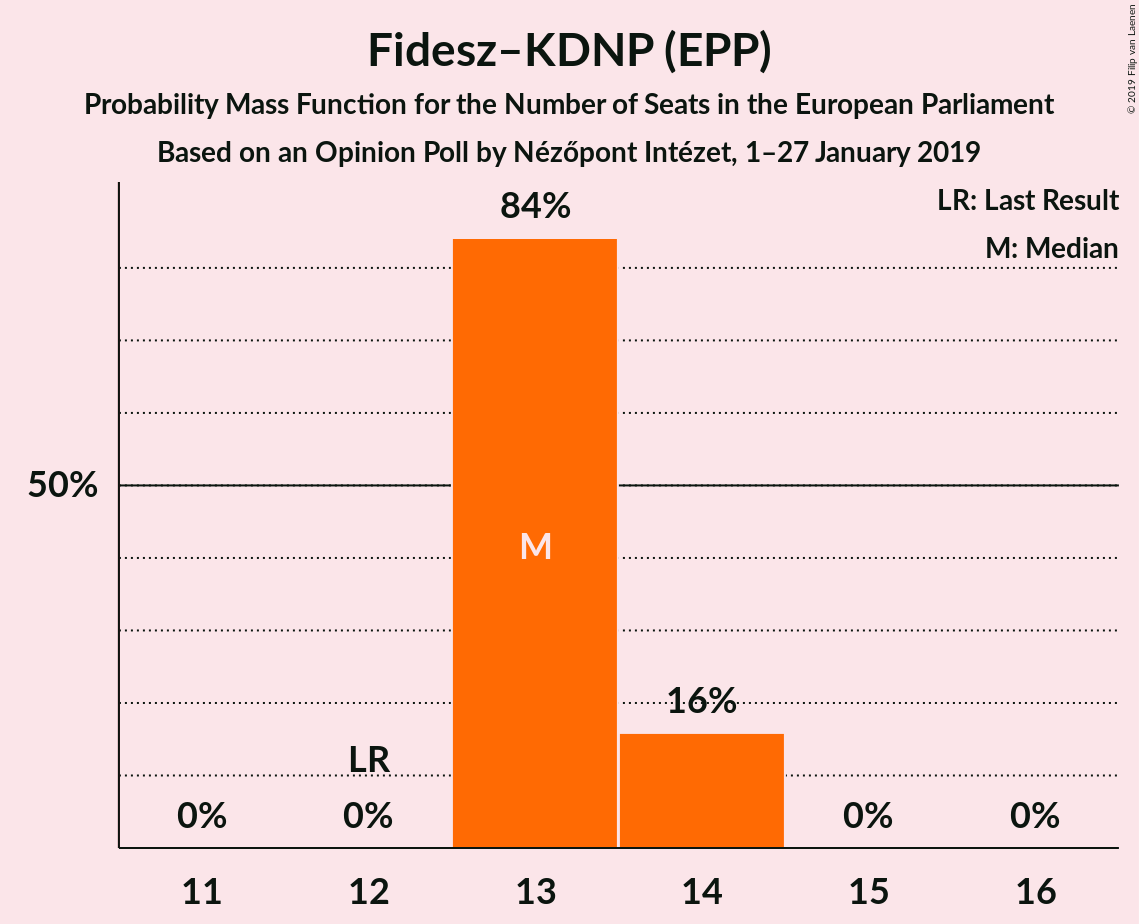 Fidesz–KDNP (EPP)
Probability Mass Function for the Number of Seats in the European Parliament
Based on an Opinion Poll by Nézőpont Intézet, 1–27 January 2019
© 2019 Filip van Laenen
LR: Last Result
M: Median
84%
50%
M
16%
LR
0%
0%
0%
0%
11
12
13
14
15
16